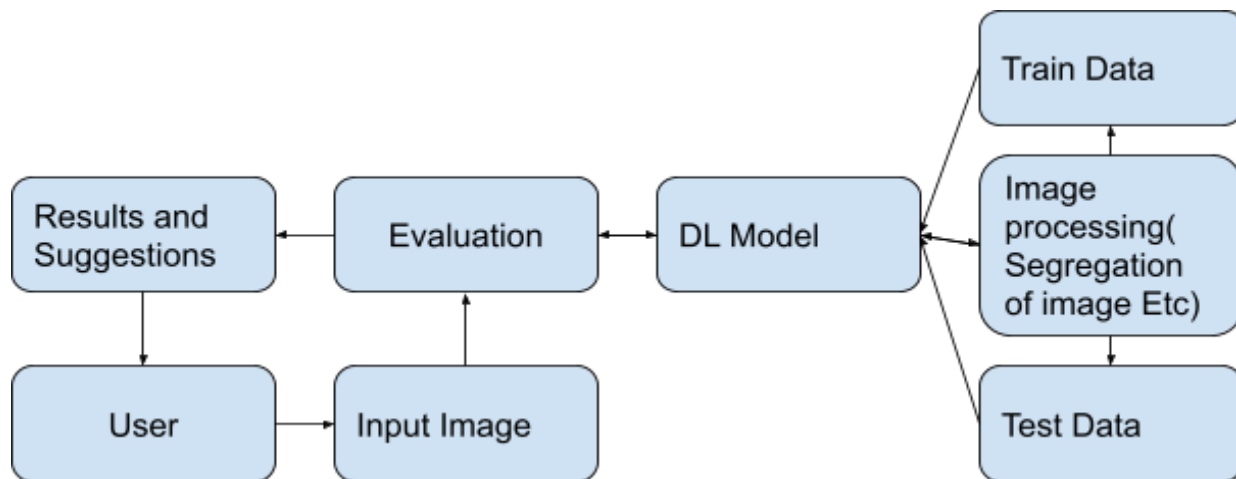 Train Data
Results and
Suggestions
Evaluation
DL Model
Image
processing(
Segregation
of image Etc)
User
Input Image
Test Data